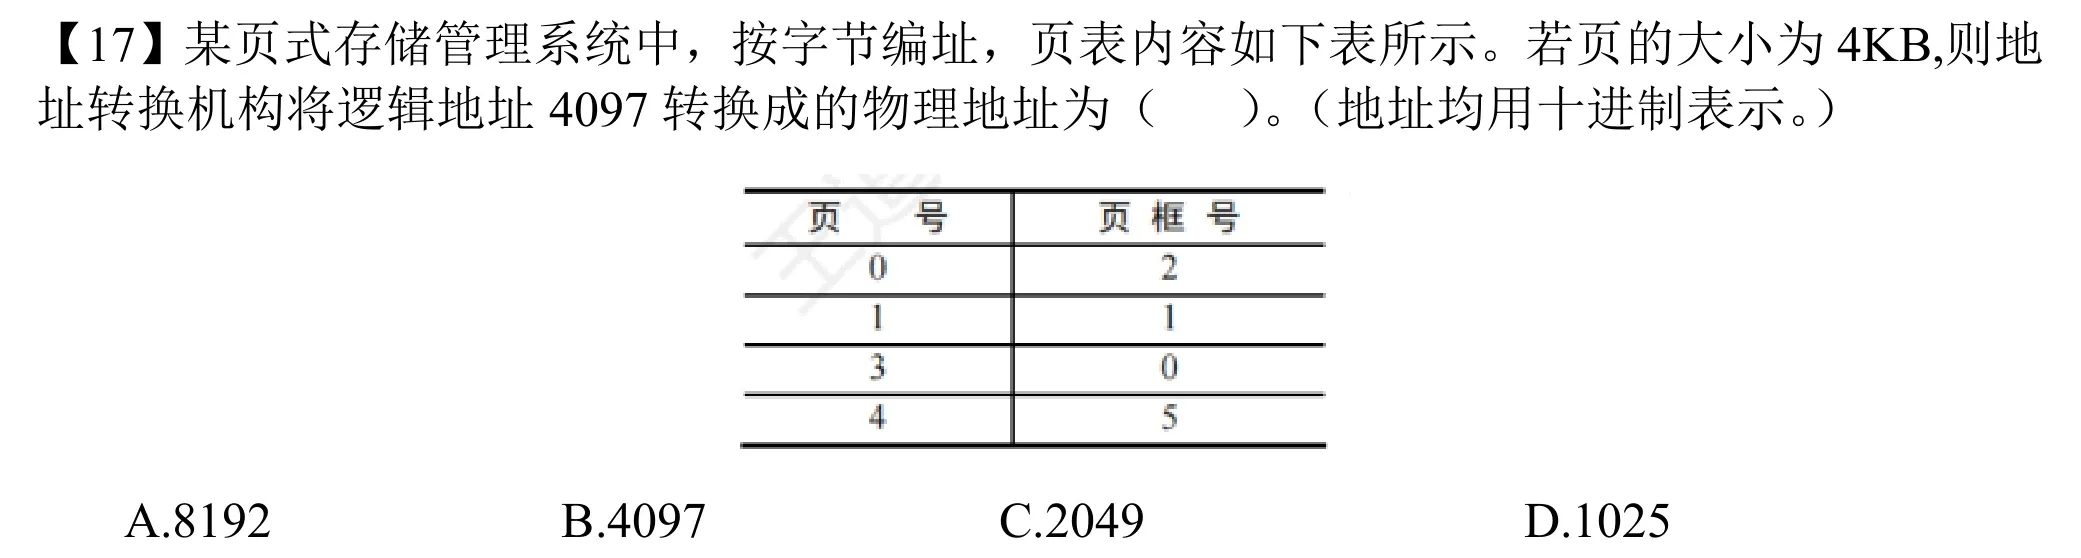 【17】某页式存储管理系统中，按字节编址，页表内容如下表所示。若页的大小为 4KB,则地
址转换机构将逻辑地址 4097 转换成的物理地址为（　　）。（地址均用十进制表示。）
页 号 页 框 号
0 2
1 1
3 0
4 5
A.8192 B.4097 C.2049 D.1025